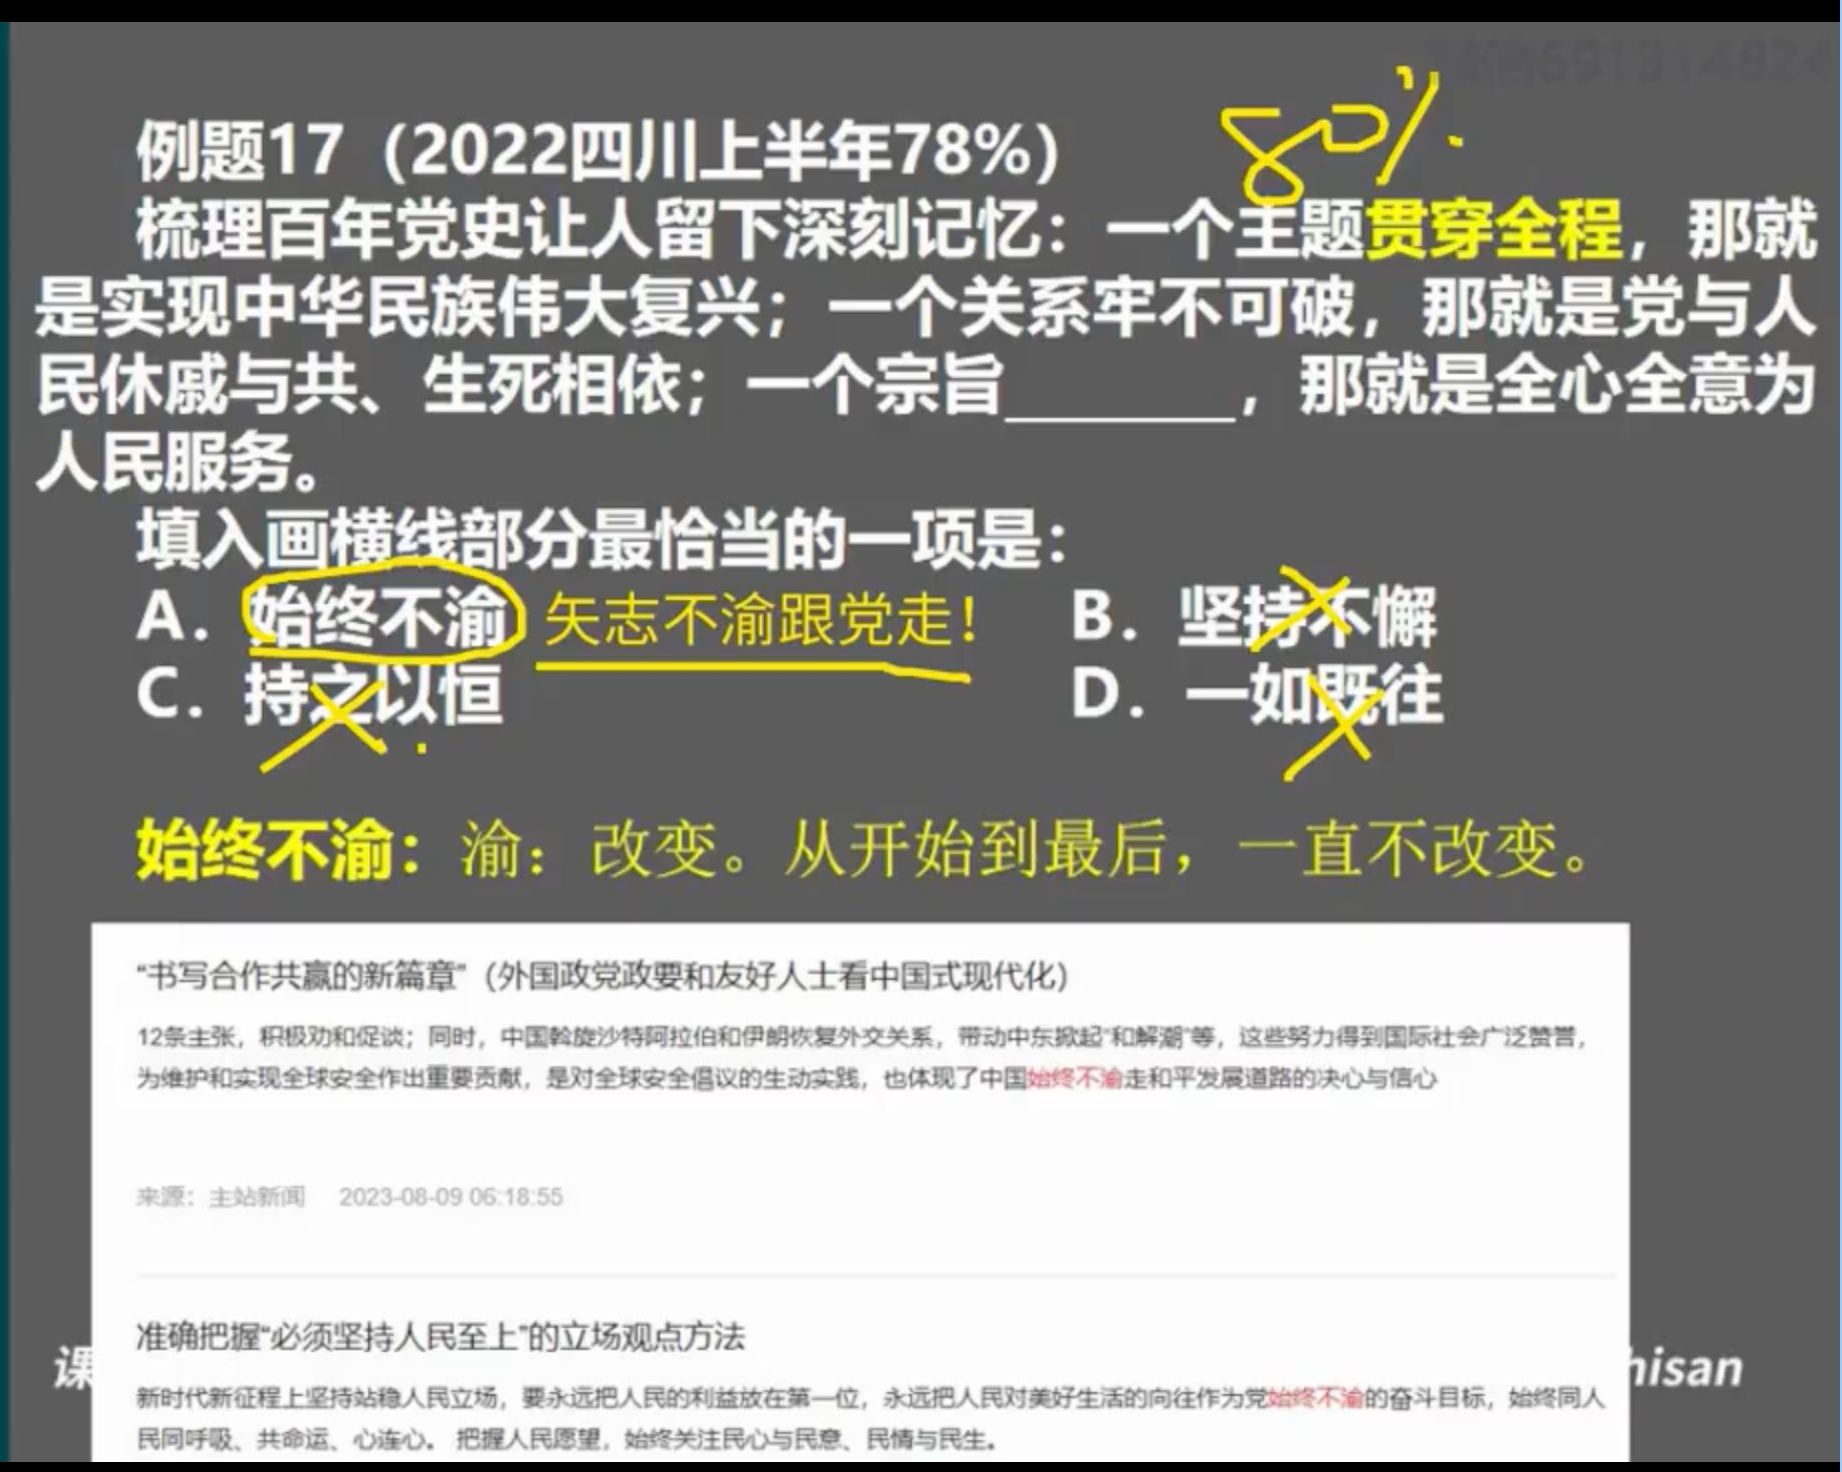 80%
例题17（2022四川上半年78%）
梳理百年党史让人留下深刻记忆：一个主题贯穿全程，那就
是实现中华民族伟大复兴；一个关系牢不可破，那就是党与人
民休戚与共、生死相依；一个宗旨________，那就是全心全意为
人民服务。
填入画横线部分最恰当的一项是：
A．始终不渝 矢志不渝跟党走！ B．坚持不懈
C．持之以恒 D．一如既往
始终不渝：渝：改变。从开始到最后，一直不改变。
“书写合作共赢的新篇章”（外国政党政要和友好人士看中国式现代化）
12条主张，积极劝和促谈；同时，中国斡旋沙特阿拉伯和伊朗恢复外交关系，带动中东掀起“和解潮”等，这些努力得到国际社会广泛赞誉，
为维护和实现全球安全作出重要贡献，是对全球安全倡议的生动实践，也体现了中国始终不渝走和平发展道路的决心与信心
来源：主站新闻 2023-08-09 06:18:55
准确把握“必须坚持人民至上”的立场观点方法
课 hisan
新时代新征程上坚持站稳人民立场，要永远把人民的利益放在第一位，永远把人民对美好生活的向往作为党始终不渝的奋斗目标，始终同人
民同呼吸、共命运、心连心。 把握人民愿望，始终关注民心与民意、民情与民生。